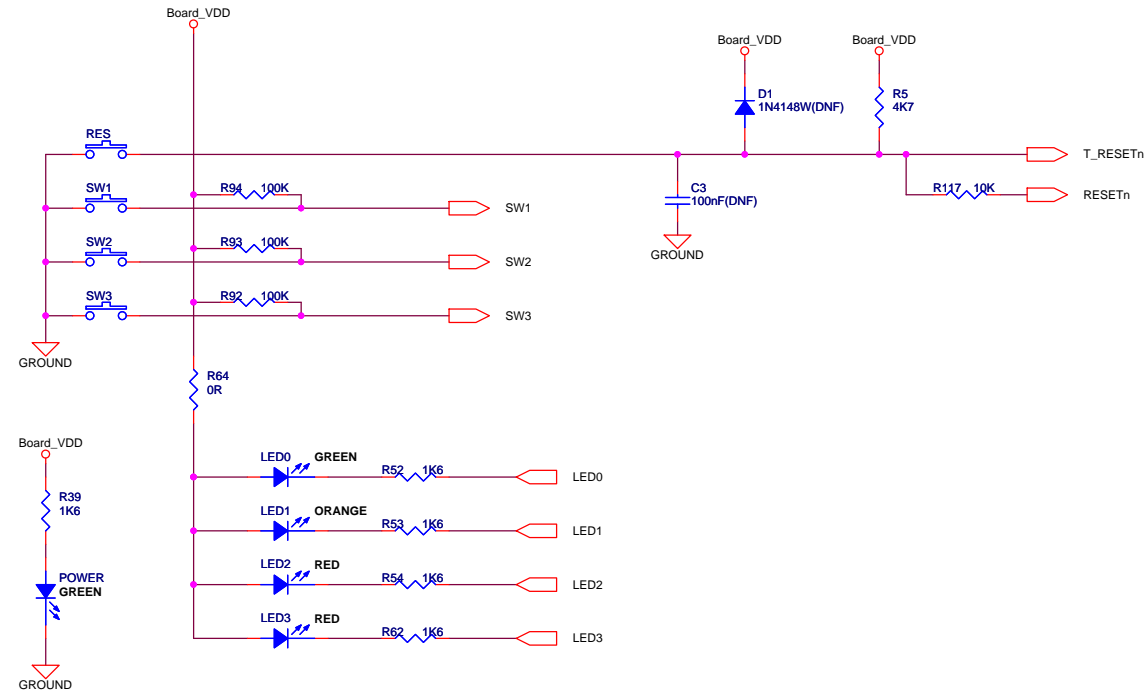 Board_VDD
Board_VDD
Board_VDD
D1
1N4148W(DNF)
R5
4K7
RES
T_RESETn
SW1
R94 100K
SW1
C3
100nF(DNF)
R117 10K
RESETn
SW2
R93 100K
SW2
GROUND
SW3
R92 100K
SW3
GROUND
R64
0R
Board_VDD
R39
1K6
POWER
GREEN
GROUND
LED0 GREEN
R52 1K6
LED0
LED1 ORANGE
R53 1K6
LED1
LED2 RED
R54 1K6
LED2
LED3 RED
R62 1K6
LED3